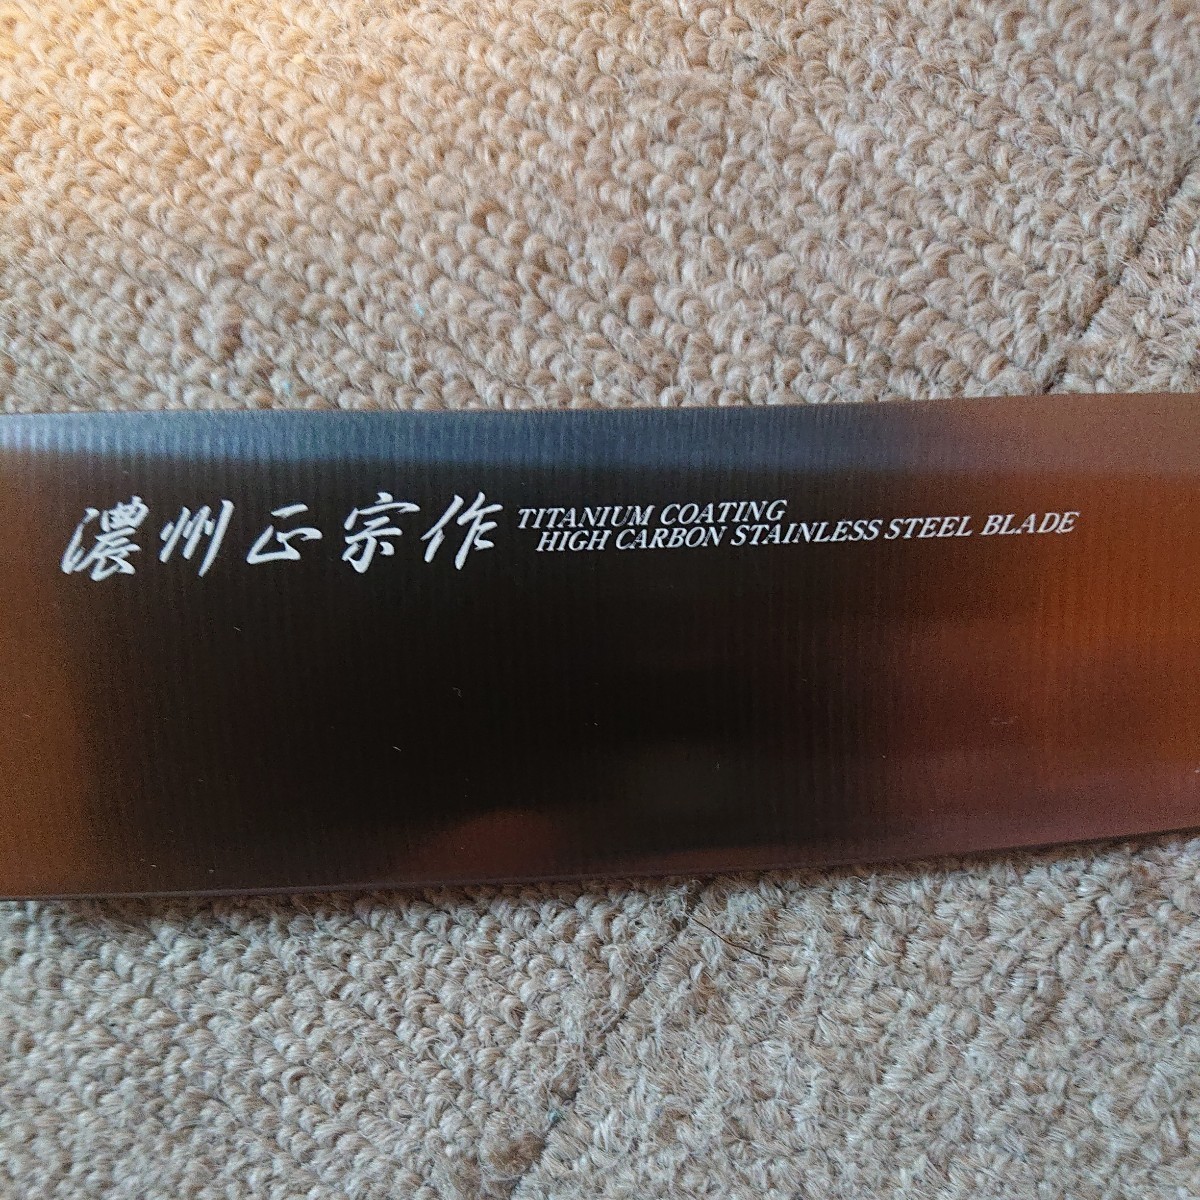 濃州正宗作
TITANIUM COATING
HIGH CARBON STAINLESS STEEL BLADE